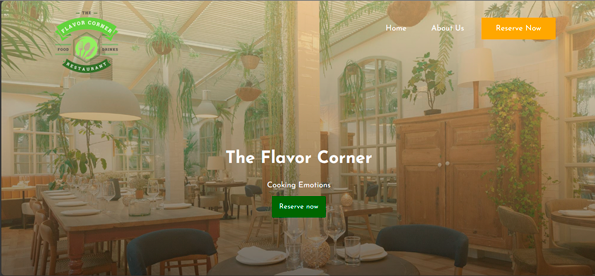 THE
FLAVOR CORNER
FOOD DRINKS
RESTAURANT
Home About Us Reserve Now
The Flavor Corner
Cooking Emotions
Reserve now